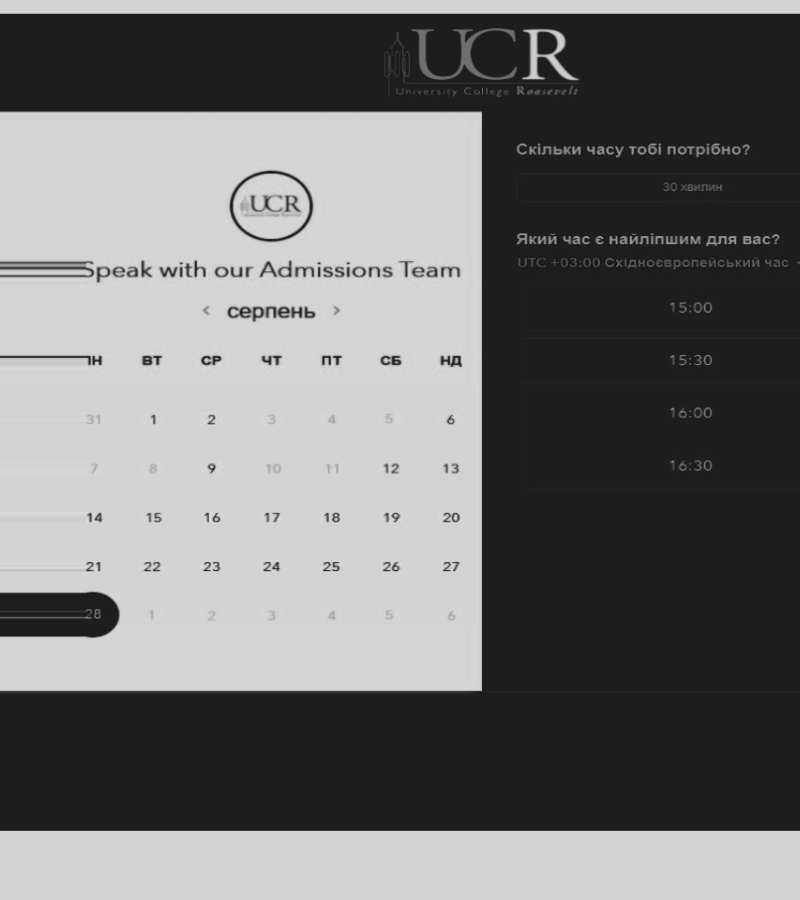 UCR
University College Roosevelt
UCR
Speak with our Admissions Team
< серпень >
ПН ВТ СР ЧТ ПТ СБ НД
31 1 2 3 4 5 6
7 8 9 10 11 12 13
14 15 16 17 18 19 20
21 22 23 24 25 26 27
28 1 2 3 4 5 6
Скільки часу тобі потрібно?
30 хвилин
Який час є найліпшим для вас?
UTC +03:00 Східноєвропейський час
15:00
15:30
16:00
16:30